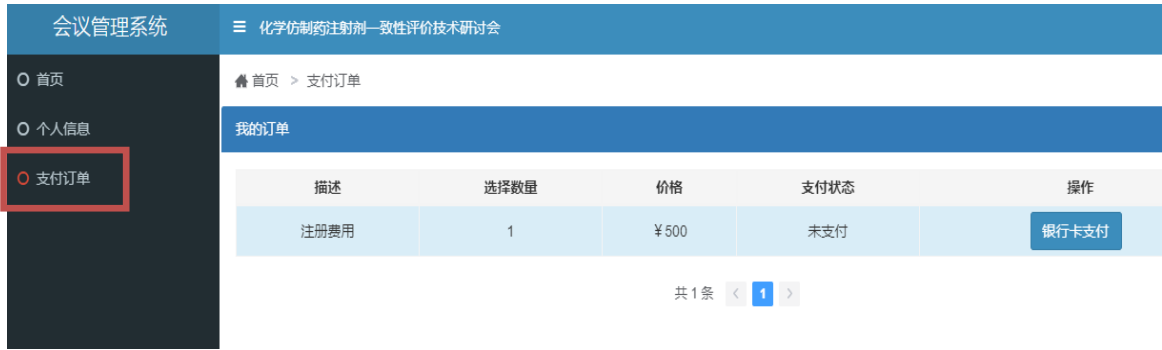 会议管理系统
化学仿制药注射剂一致性评价技术研讨会
首页
个人信息
支付订单
首页 > 支付订单
我的订单
描述 选择数量 价格 支付状态 操作
注册费用 1 ¥500 未支付 银行卡支付
共1条 < 1 >